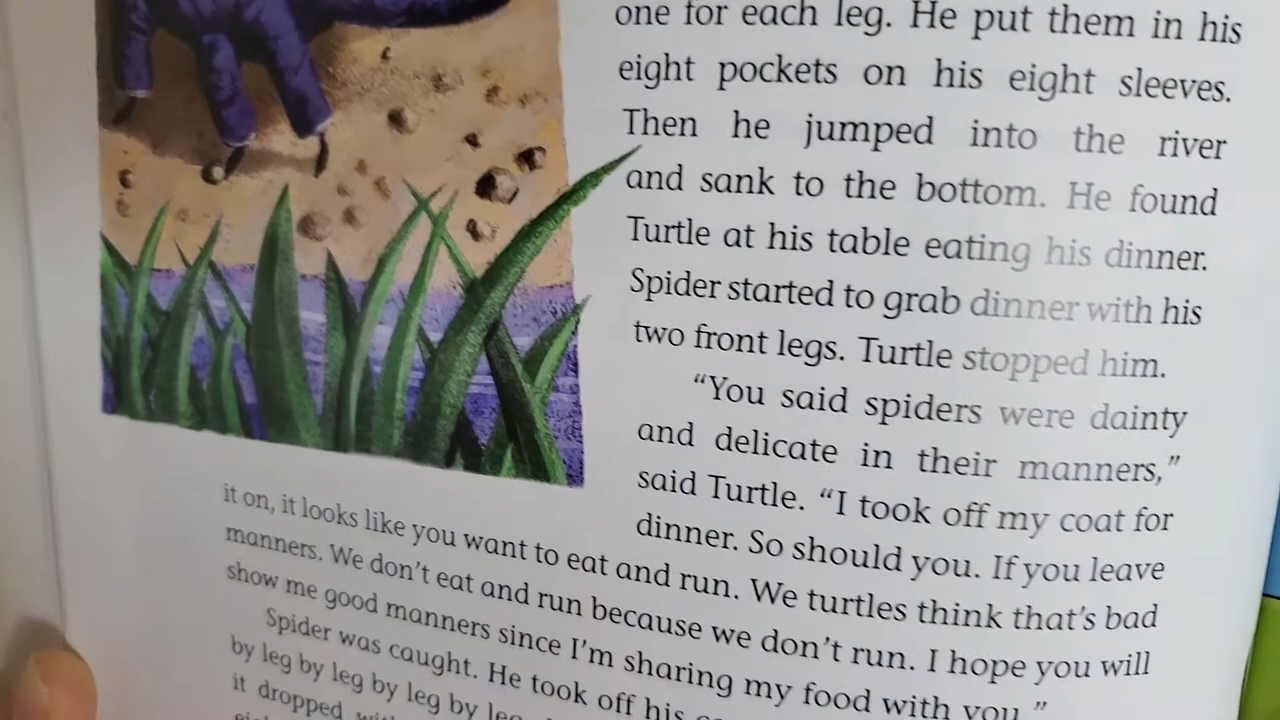 one for each leg. He put them in his
eight pockets on his eight sleeves.
Then he jumped into the river
and sank to the bottom. He found
Turtle at his table eating his dinner.
Spider started to grab dinner with his
two front legs. Turtle stopped him.
“You said spiders were dainty
and delicate in their manners,”
said Turtle. “I took off my coat for
dinner. So should you. If you leave
it on, it looks like you want to eat and run. We turtles think that’s bad
manners. We don’t eat and run because we don’t run. I hope you will
show me good manners since I’m sharing my food with you.”
Spider was caught. He took off his
by leg by leg by leg by leg
it dropped